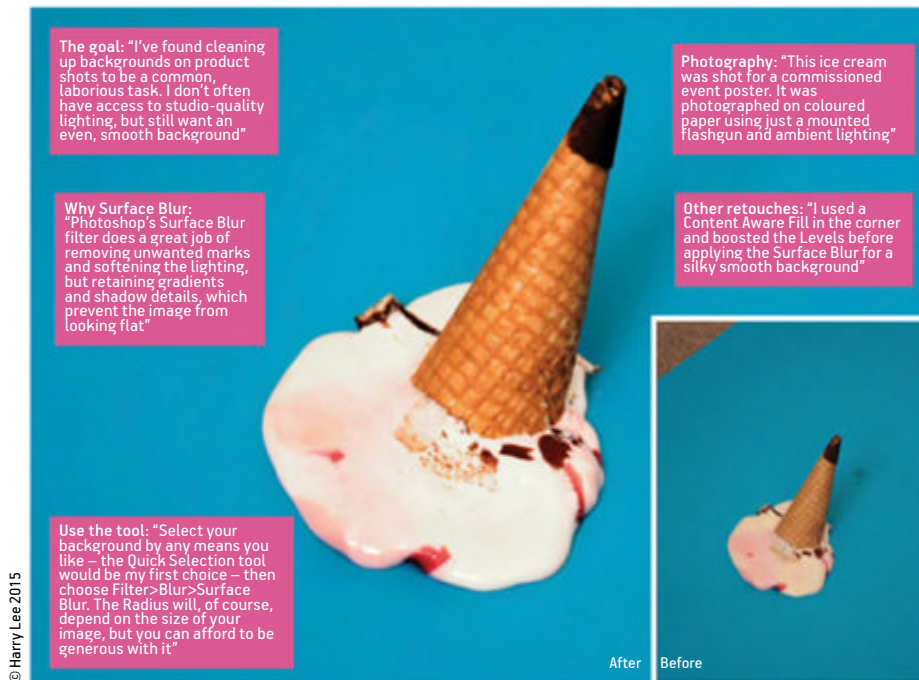 The goal: “I’ve found cleaning
up backgrounds on product
shots to be a common,
laborious task. I don’t often
have access to studio-quality
lighting, but still want an
even, smooth background”
Why Surface Blur:
“Photoshop’s Surface Blur
filter does a great job of
removing unwanted marks
and softening the lighting,
but retaining gradients
and shadow details, which
prevent the image from
looking flat”
Use the tool: “Select your
background by any means you
like – the Quick Selection tool
would be my first choice – then
choose Filter>Blur>Surface
Blur. The Radius will, of course,
depend on the size of your
image, but you can afford to be
generous with it”
Photography: “This ice cream
was shot for a commissioned
event poster. It was
photographed on coloured
paper using just a mounted
flashgun and ambient lighting”
Other retouches: “I used a
Content Aware Fill in the corner
and boosted the Levels before
applying the Surface Blur for a
silky smooth background”
After
Before
© Harry Lee 2015